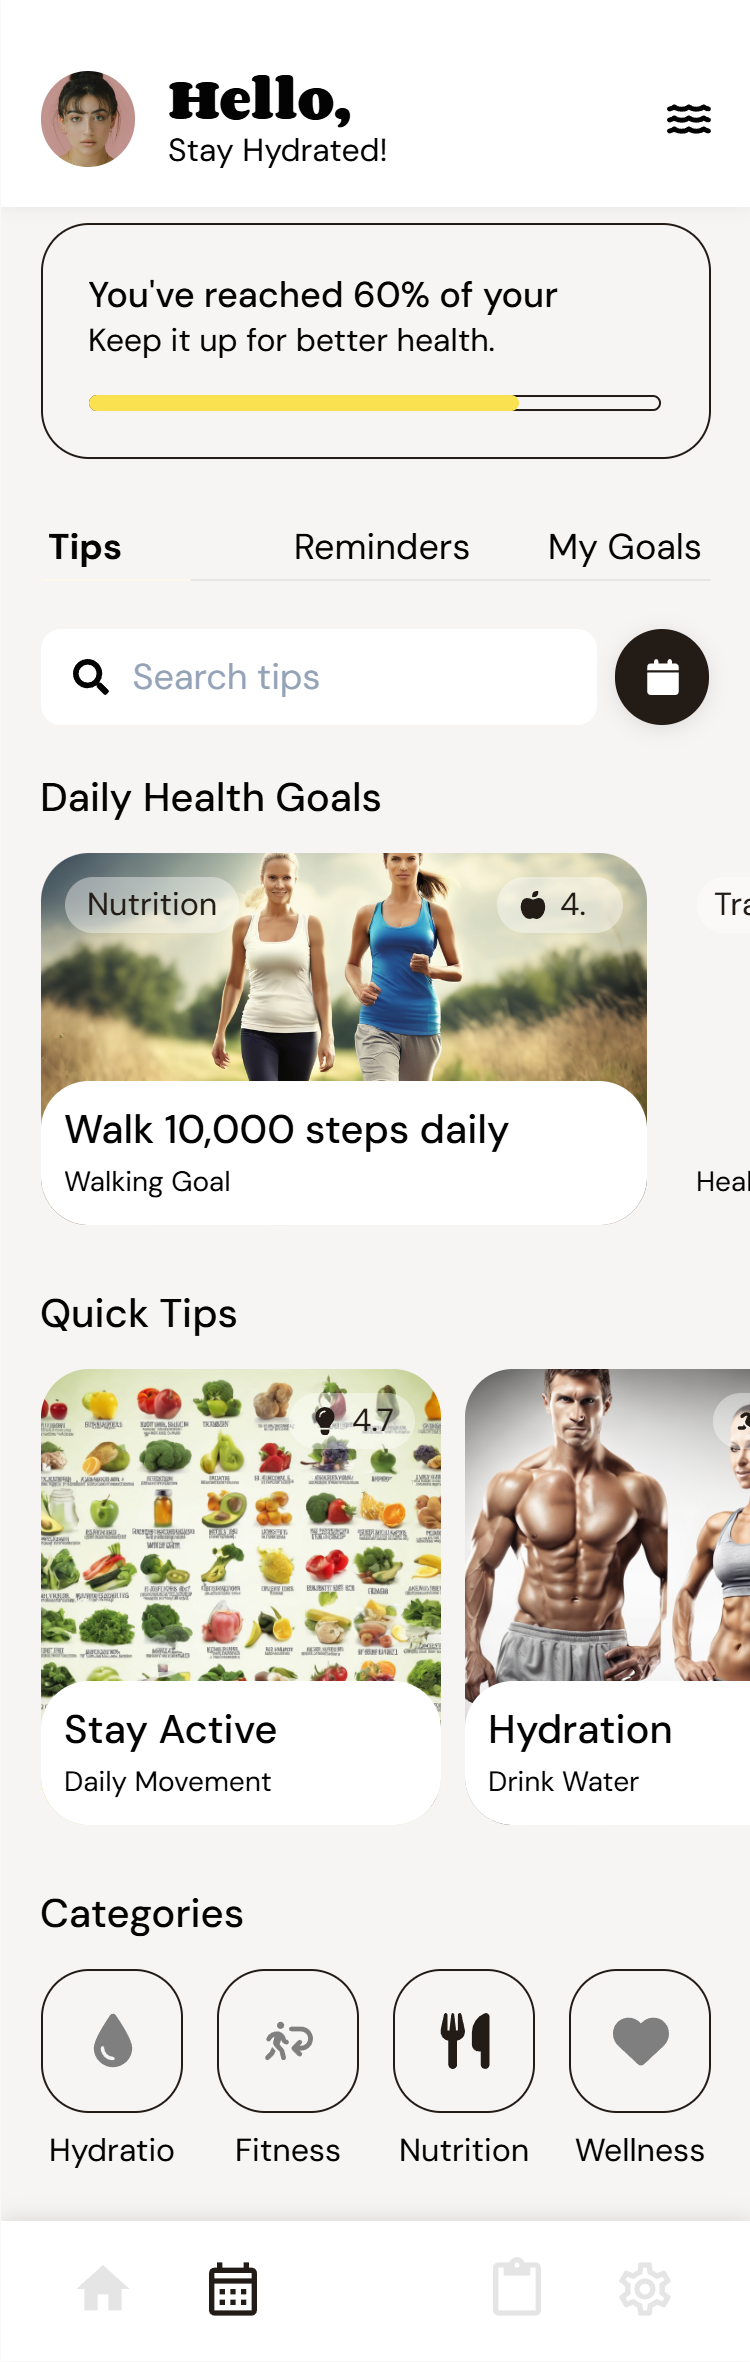 Hello,
Stay Hydrated!
You've reached 60% of your
Keep it up for better health.
Tips
Reminders
My Goals
Search tips
Daily Health Goals
Nutrition
4.
Tra
Walk 10,000 steps daily
Walking Goal
Heal
Quick Tips
4.7
Stay Active
Daily Movement
Hydration
Drink Water
Categories
Hydratio
Fitness
Nutrition
Wellness